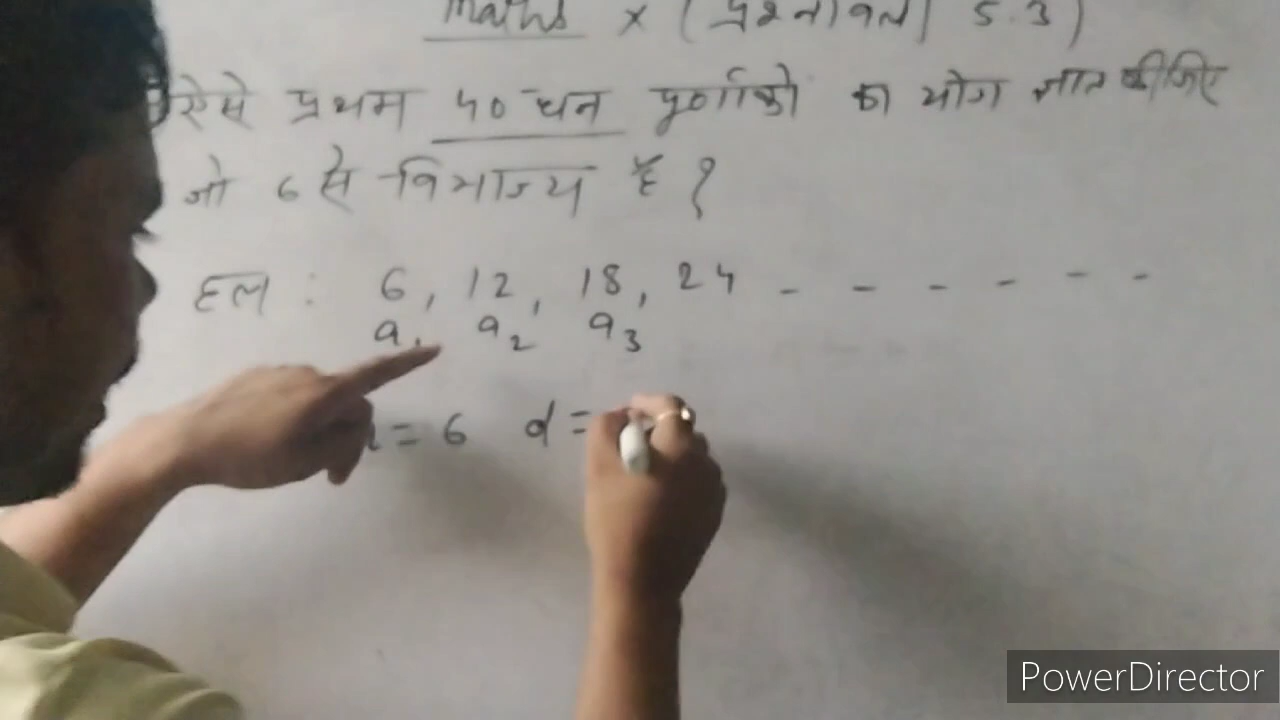 Maths X (प्रश्नावली 5.3)
ऐसे प्रथम 40 धन पूर्णांको का योग ज्ञात कीजिए
जो 6 से विभाज्य है ?
हल : 6, 12, 18, 24 - - - - - -
a₁ a₂ a₃
= 6 d =
PowerDirector